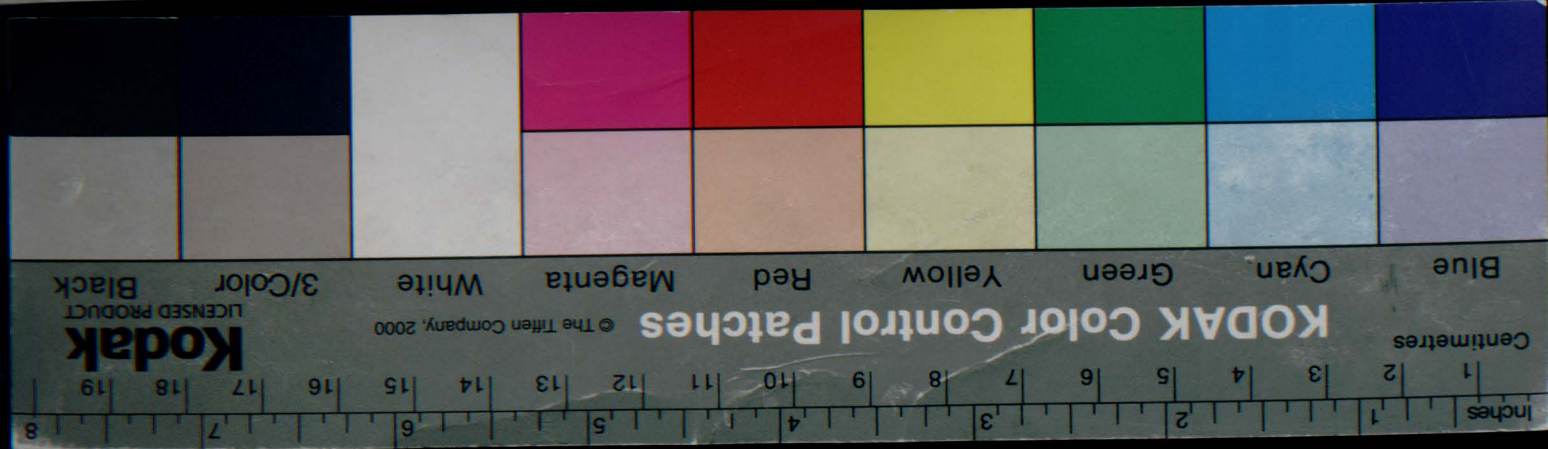 Inches 1 2 3 4 5 6 7 8
Centimetres 1 2 3 4 5 6 7 8 9 10 11 12 13 14 15 16 17 18 19
KODAK Color Control Patches © The Tiffen Company, 2000 Kodak
LICENSED PRODUCT
Blue Cyan Green Yellow Red Magenta White 3/Color Black